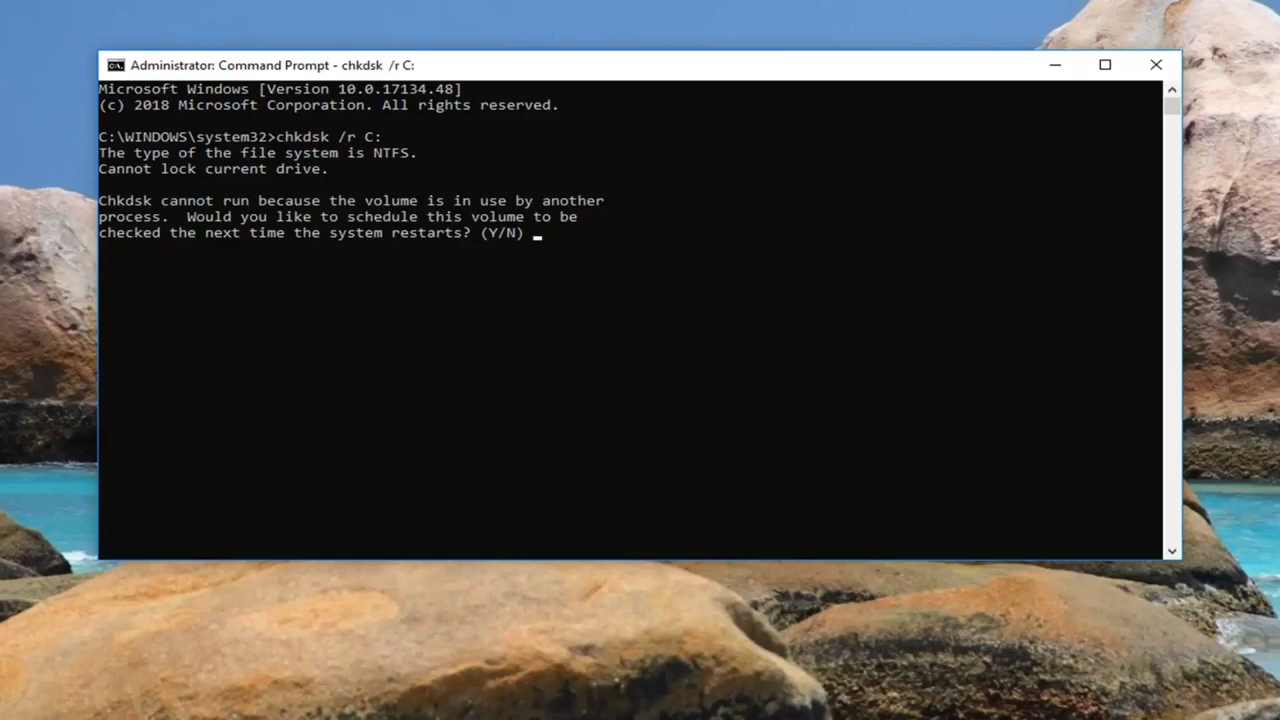 Administrator: Command Prompt - chkdsk  /r C:
Microsoft Windows [Version 10.0.17134.48]
(c) 2018 Microsoft Corporation. All rights reserved.
C:\WINDOWS\system32>chkdsk /r C:
The type of the file system is NTFS.
Cannot lock current drive.
Chkdsk cannot run because the volume is in use by another
process.  Would you like to schedule this volume to be
checked the next time the system restarts? (Y/N)